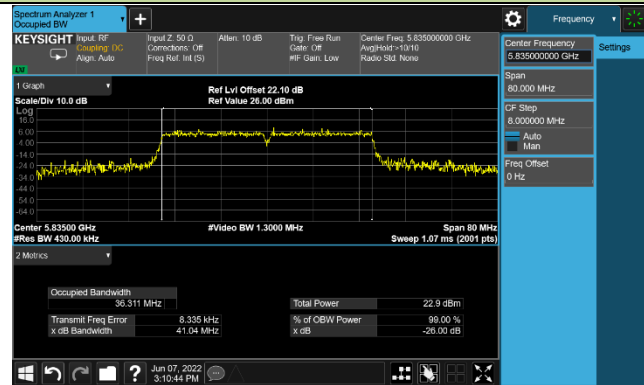 Spectrum Analyzer 1
Occupied BW
Frequency
KEYSIGHT
Input: RF
Coupling: DC
Align: Auto
Input Z: 50 Ω
Corrections: Off
Freq Ref: Int (S)
Atten: 10 dB
Trig: Free Run
Gate: Off
#IF Gain: Low
Center Freq: 5.835000000 GHz
Avg|Hold:>10/10
Radio Std: None
Center Frequency
5.835000000 GHz
Settings
Span
80.000 MHz
CF Step
8.000000 MHz
Auto
Man
Freq Offset
0 Hz
1 Graph
Scale/Div 10.0 dB
Ref Lvl Offset 22.10 dB
Ref Value 26.00 dBm
Log
16.0
6.00
-4.00
-14.0
-24.0
-34.0
-44.0
-54.0
-64.0
Center 5.83500 GHz
#Res BW 430.00 kHz
#Video BW 1.3000 MHz
Span 80 MHz
Sweep 1.07 ms (2001 pts)
2 Metrics
Occupied Bandwidth
36.311 MHz
Total Power 22.9 dBm
Transmit Freq Error 8.335 kHz
% of OBW Power 99.00 %
x dB Bandwidth 41.04 MHz
x dB -26.00 dB
Jun 07, 2022
3:10:44 PM